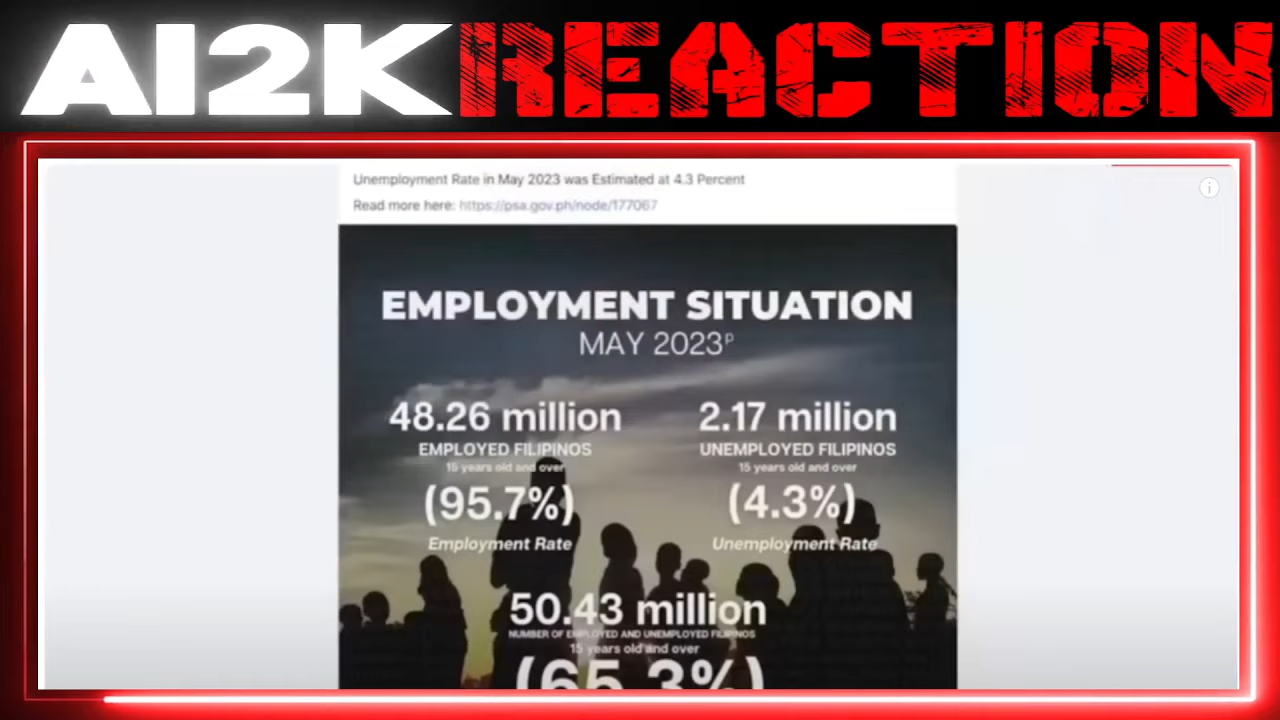 AI2K REACTION
Unemployment Rate in May 2023 was Estimated at 4.3 Percent
Read more here: https://psa.gov.ph/node/177067
EMPLOYMENT SITUATION
MAY 2023ᵖ
48.26 million
EMPLOYED FILIPINOS
15 years old and over
(95.7%)
Employment Rate
2.17 million
UNEMPLOYED FILIPINOS
15 years old and over
(4.3%)
Unemployment Rate
50.43 million
NUMBER OF EMPLOYED AND UNEMPLOYED FILIPINOS
15 years old and over
(65.3%)